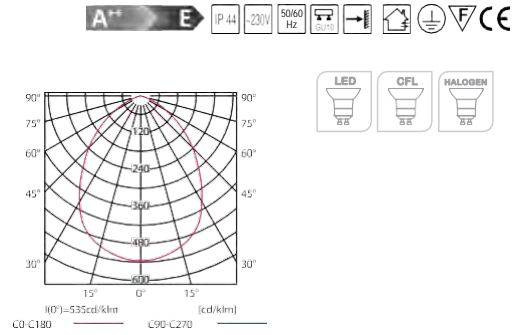 A++ E IP 44 ~230V 50/60 Hz GU10 F CE
LED CFL HALOGEN
90° 90°
75° 120 75°
60° 240 60°
45° 360 45°
480
30° 600 30°
15° 0° 15°
I(0°)=535cd/klm [cd/klm]
C0-C180 C90-C270